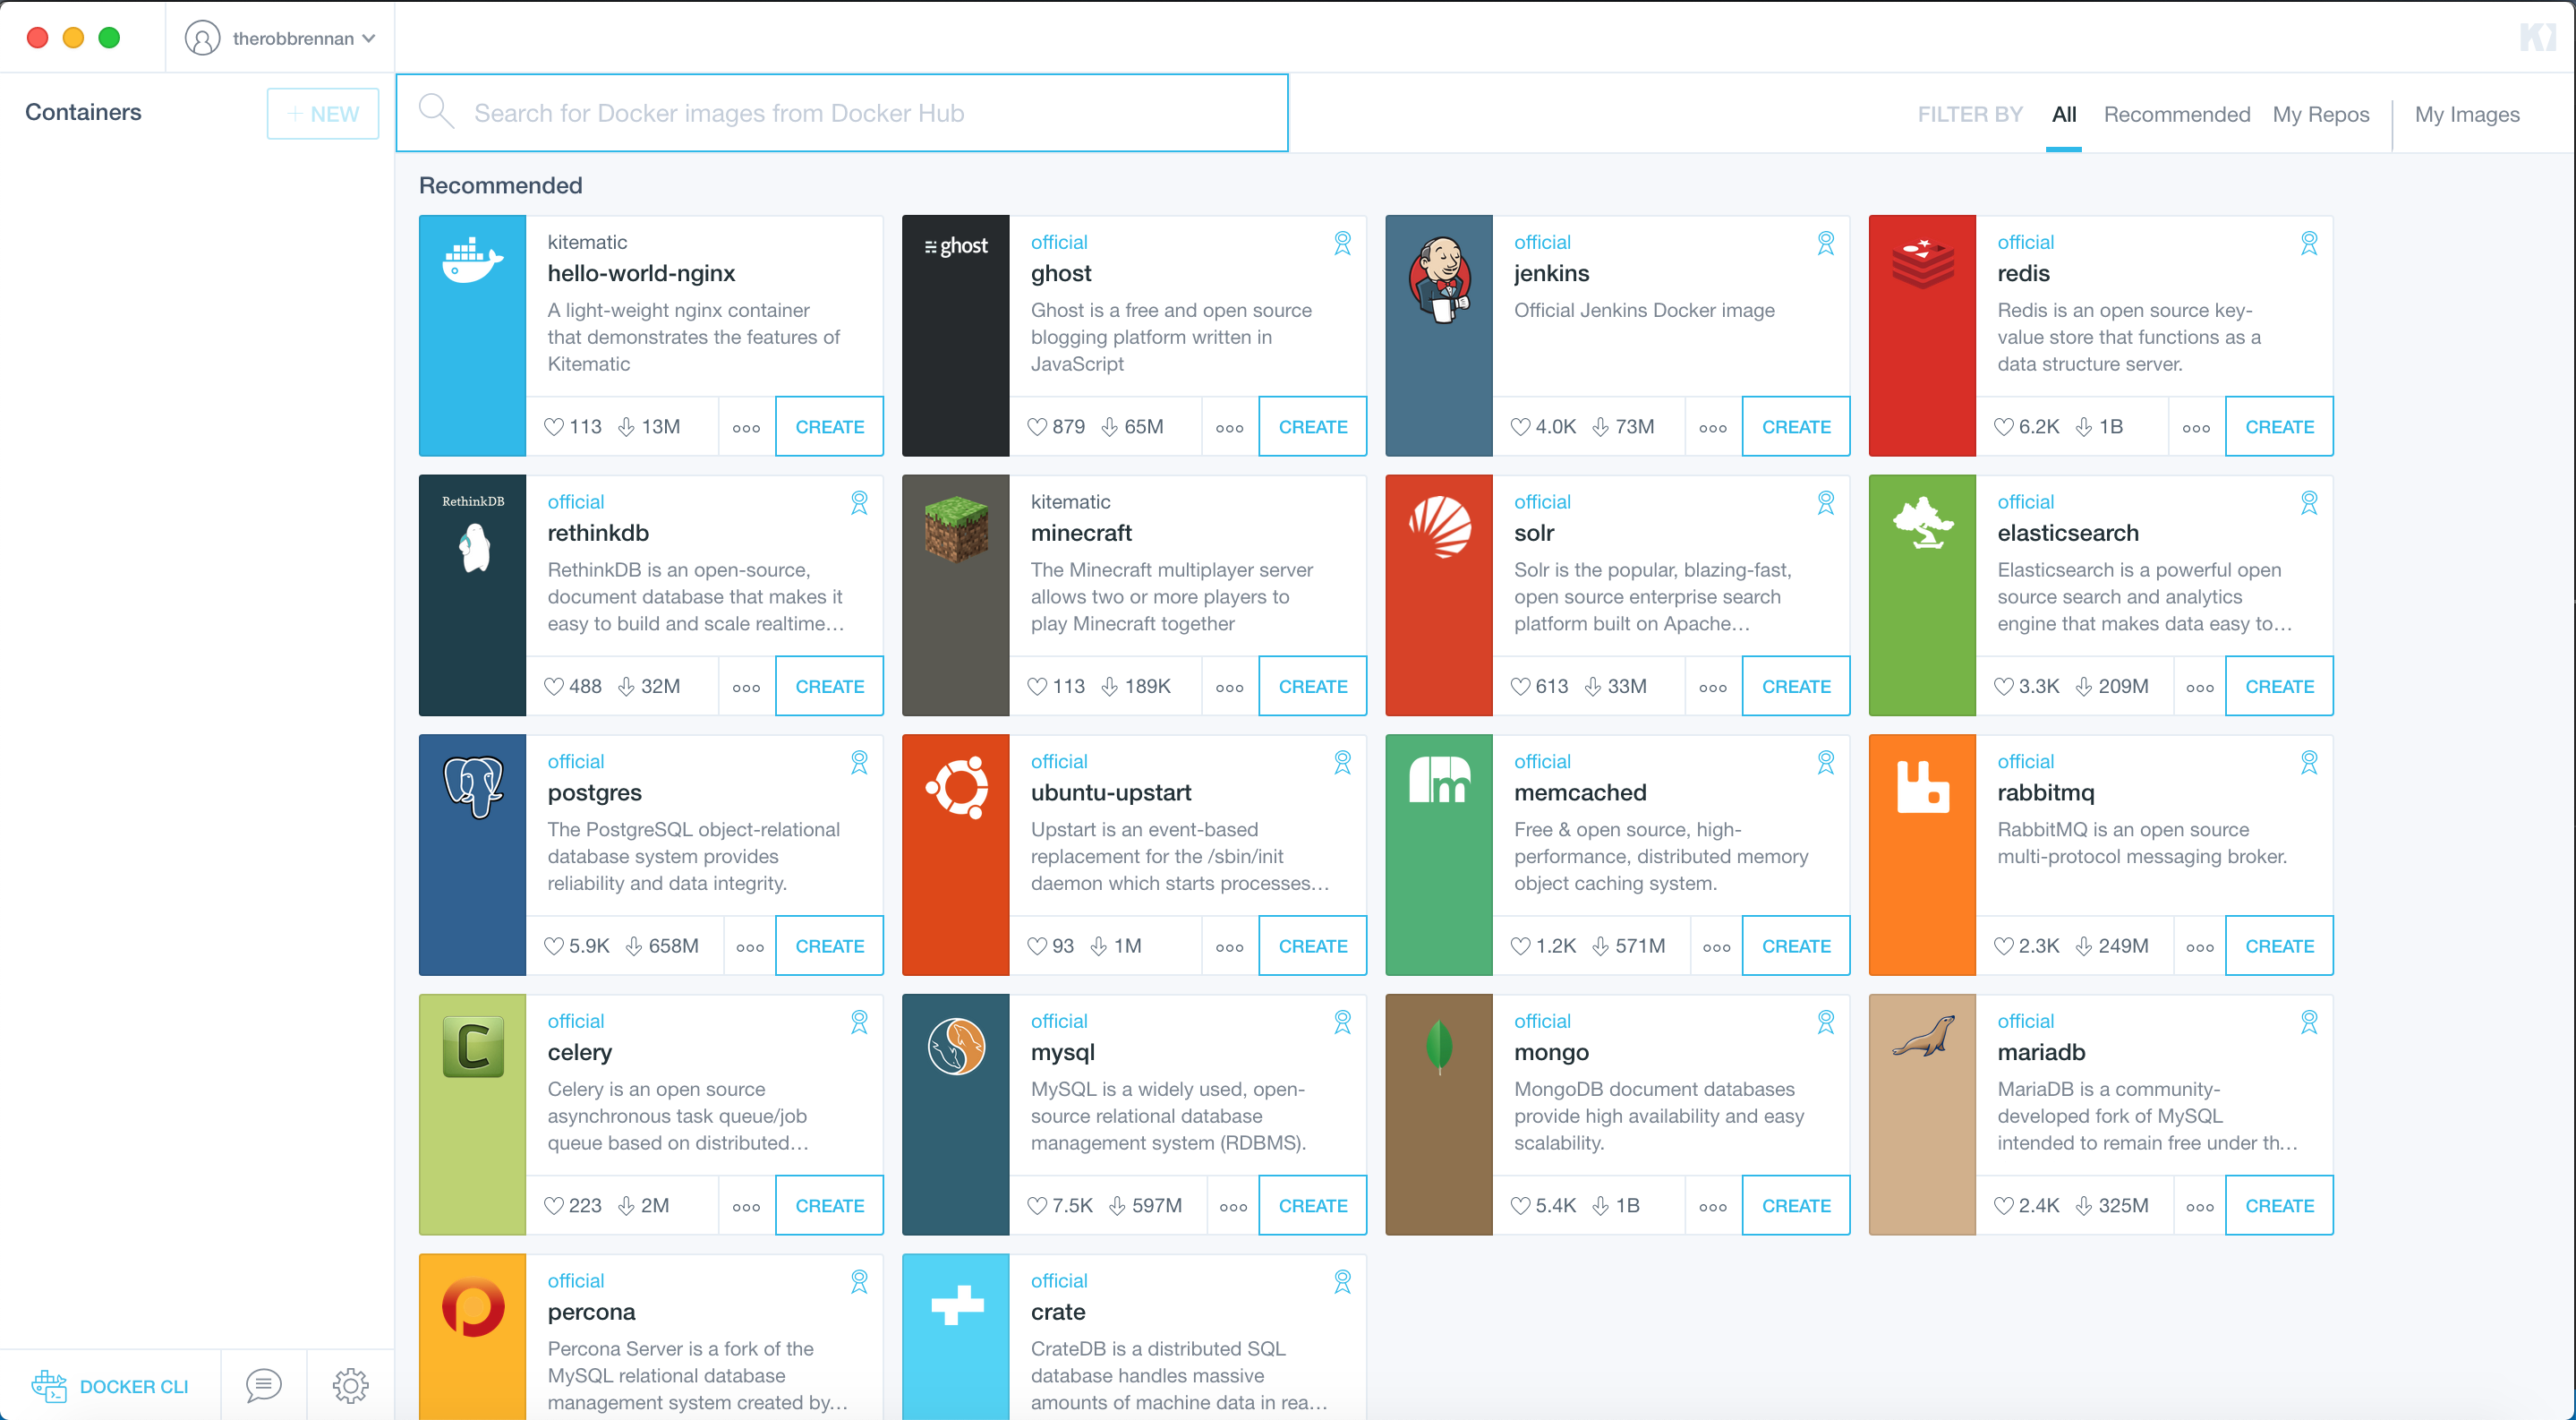 therobbrennan
Containers
+ NEW
Search for Docker images from Docker Hub
FILTER BY All Recommended My Repos My Images
Recommended
kitematic
hello-world-nginx
A light-weight nginx container
that demonstrates the features of
Kitematic
113 13M CREATE
ghost
official
ghost
Ghost is a free and open source
blogging platform written in
JavaScript
879 65M CREATE
official
jenkins
Official Jenkins Docker image
4.0K 73M CREATE
official
redis
Redis is an open source key-
value store that functions as a
data structure server.
6.2K 1B CREATE
RethinkDB
official
rethinkdb
RethinkDB is an open-source,
document database that makes it
easy to build and scale realtime…
488 32M CREATE
kitematic
minecraft
The Minecraft multiplayer server
allows two or more players to
play Minecraft together
113 189K CREATE
official
solr
Solr is the popular, blazing-fast,
open source enterprise search
platform built on Apache…
613 33M CREATE
official
elasticsearch
Elasticsearch is a powerful open
source search and analytics
engine that makes data easy to…
3.3K 209M CREATE
official
postgres
The PostgreSQL object-relational
database system provides
reliability and data integrity.
5.9K 658M CREATE
official
ubuntu-upstart
Upstart is an event-based
replacement for the /sbin/init
daemon which starts processes…
93 1M CREATE
m
official
memcached
Free & open source, high-
performance, distributed memory
object caching system.
1.2K 571M CREATE
official
rabbitmq
RabbitMQ is an open source
multi-protocol messaging broker.
2.3K 249M CREATE
C
official
celery
Celery is an open source
asynchronous task queue/job
queue based on distributed…
223 2M CREATE
official
mysql
MySQL is a widely used, open-
source relational database
management system (RDBMS).
7.5K 597M CREATE
official
mongo
MongoDB document databases
provide high availability and easy
scalability.
5.4K 1B CREATE
official
mariadb
MariaDB is a community-
developed fork of MySQL
intended to remain free under th…
2.4K 325M CREATE
official
percona
Percona Server is a fork of the
MySQL relational database
management system created by…
official
crate
CrateDB is a distributed SQL
database handles massive
amounts of machine data in rea…
DOCKER CLI